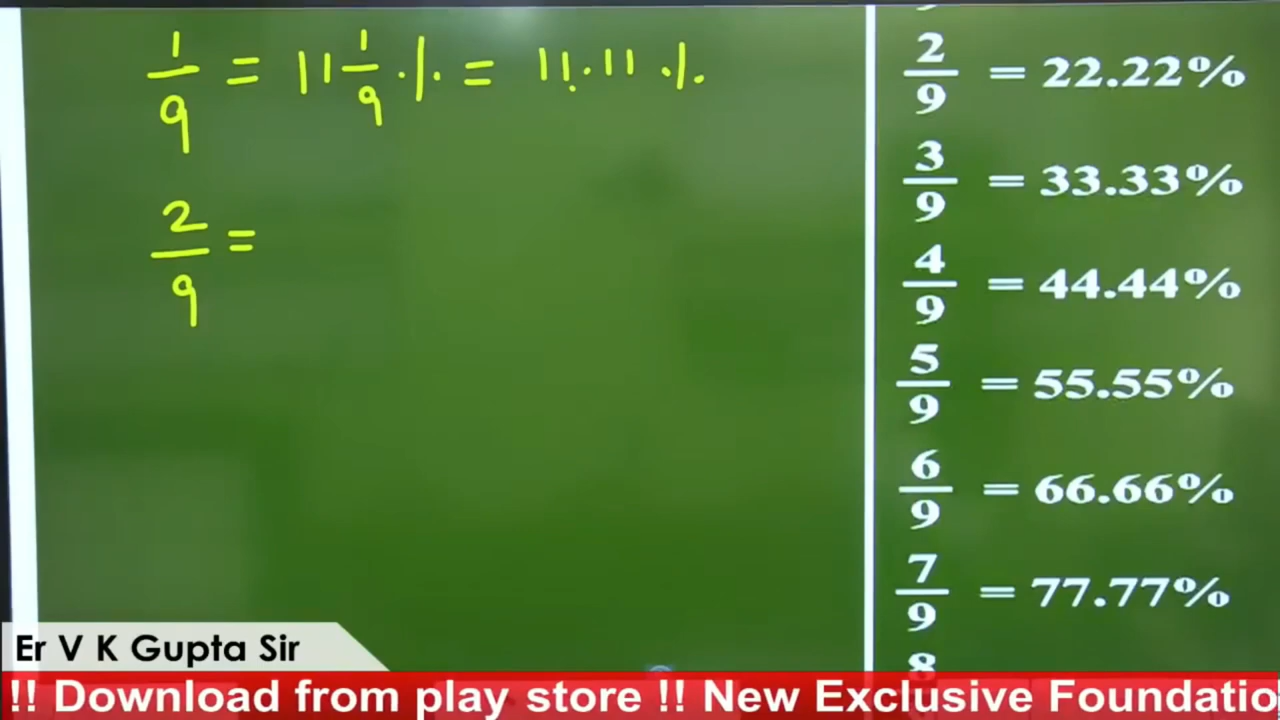 1/9 = 11 1/9 % = 11.11 %
2/9 =
2/9 = 22.22%
3/9 = 33.33%
4/9 = 44.44%
5/9 = 55.55%
6/9 = 66.66%
7/9 = 77.77%
8
Er V K Gupta Sir
!! Download from play store !! New Exclusive Foundatio